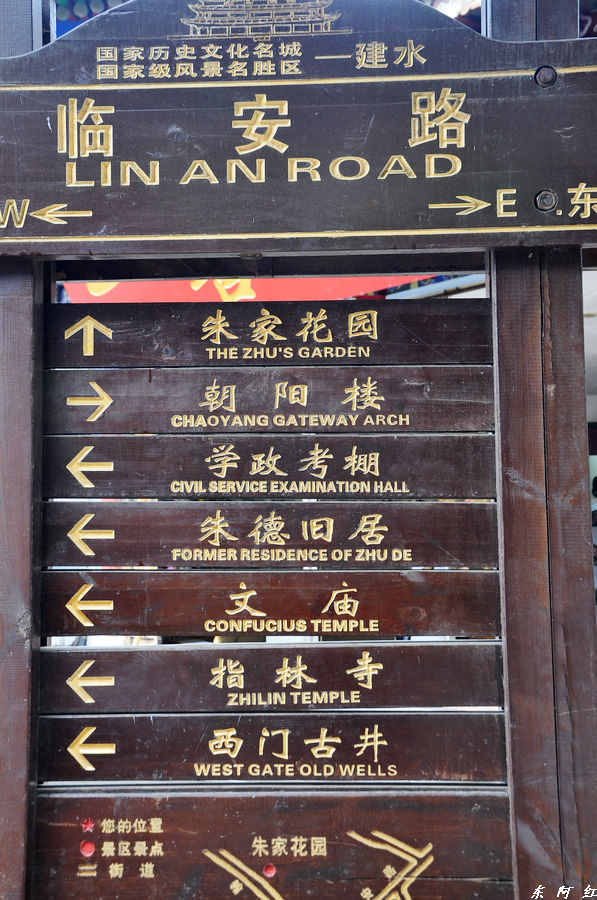 国家历史文化名城
国家级风景名胜区
—建水
临安路
LIN AN ROAD
W
E
东
朱家花园
THE ZHU'S GARDEN
朝阳楼
CHAOYANG GATEWAY ARCH
学政考棚
CIVIL SERVICE EXAMINATION HALL
朱德旧居
FORMER RESIDENCE OF ZHU DE
文庙
CONFUCIUS TEMPLE
指林寺
ZHILIN TEMPLE
西门古井
WEST GATE OLD WELLS
您的位置
景区景点
街道
朱家花园
东阿红